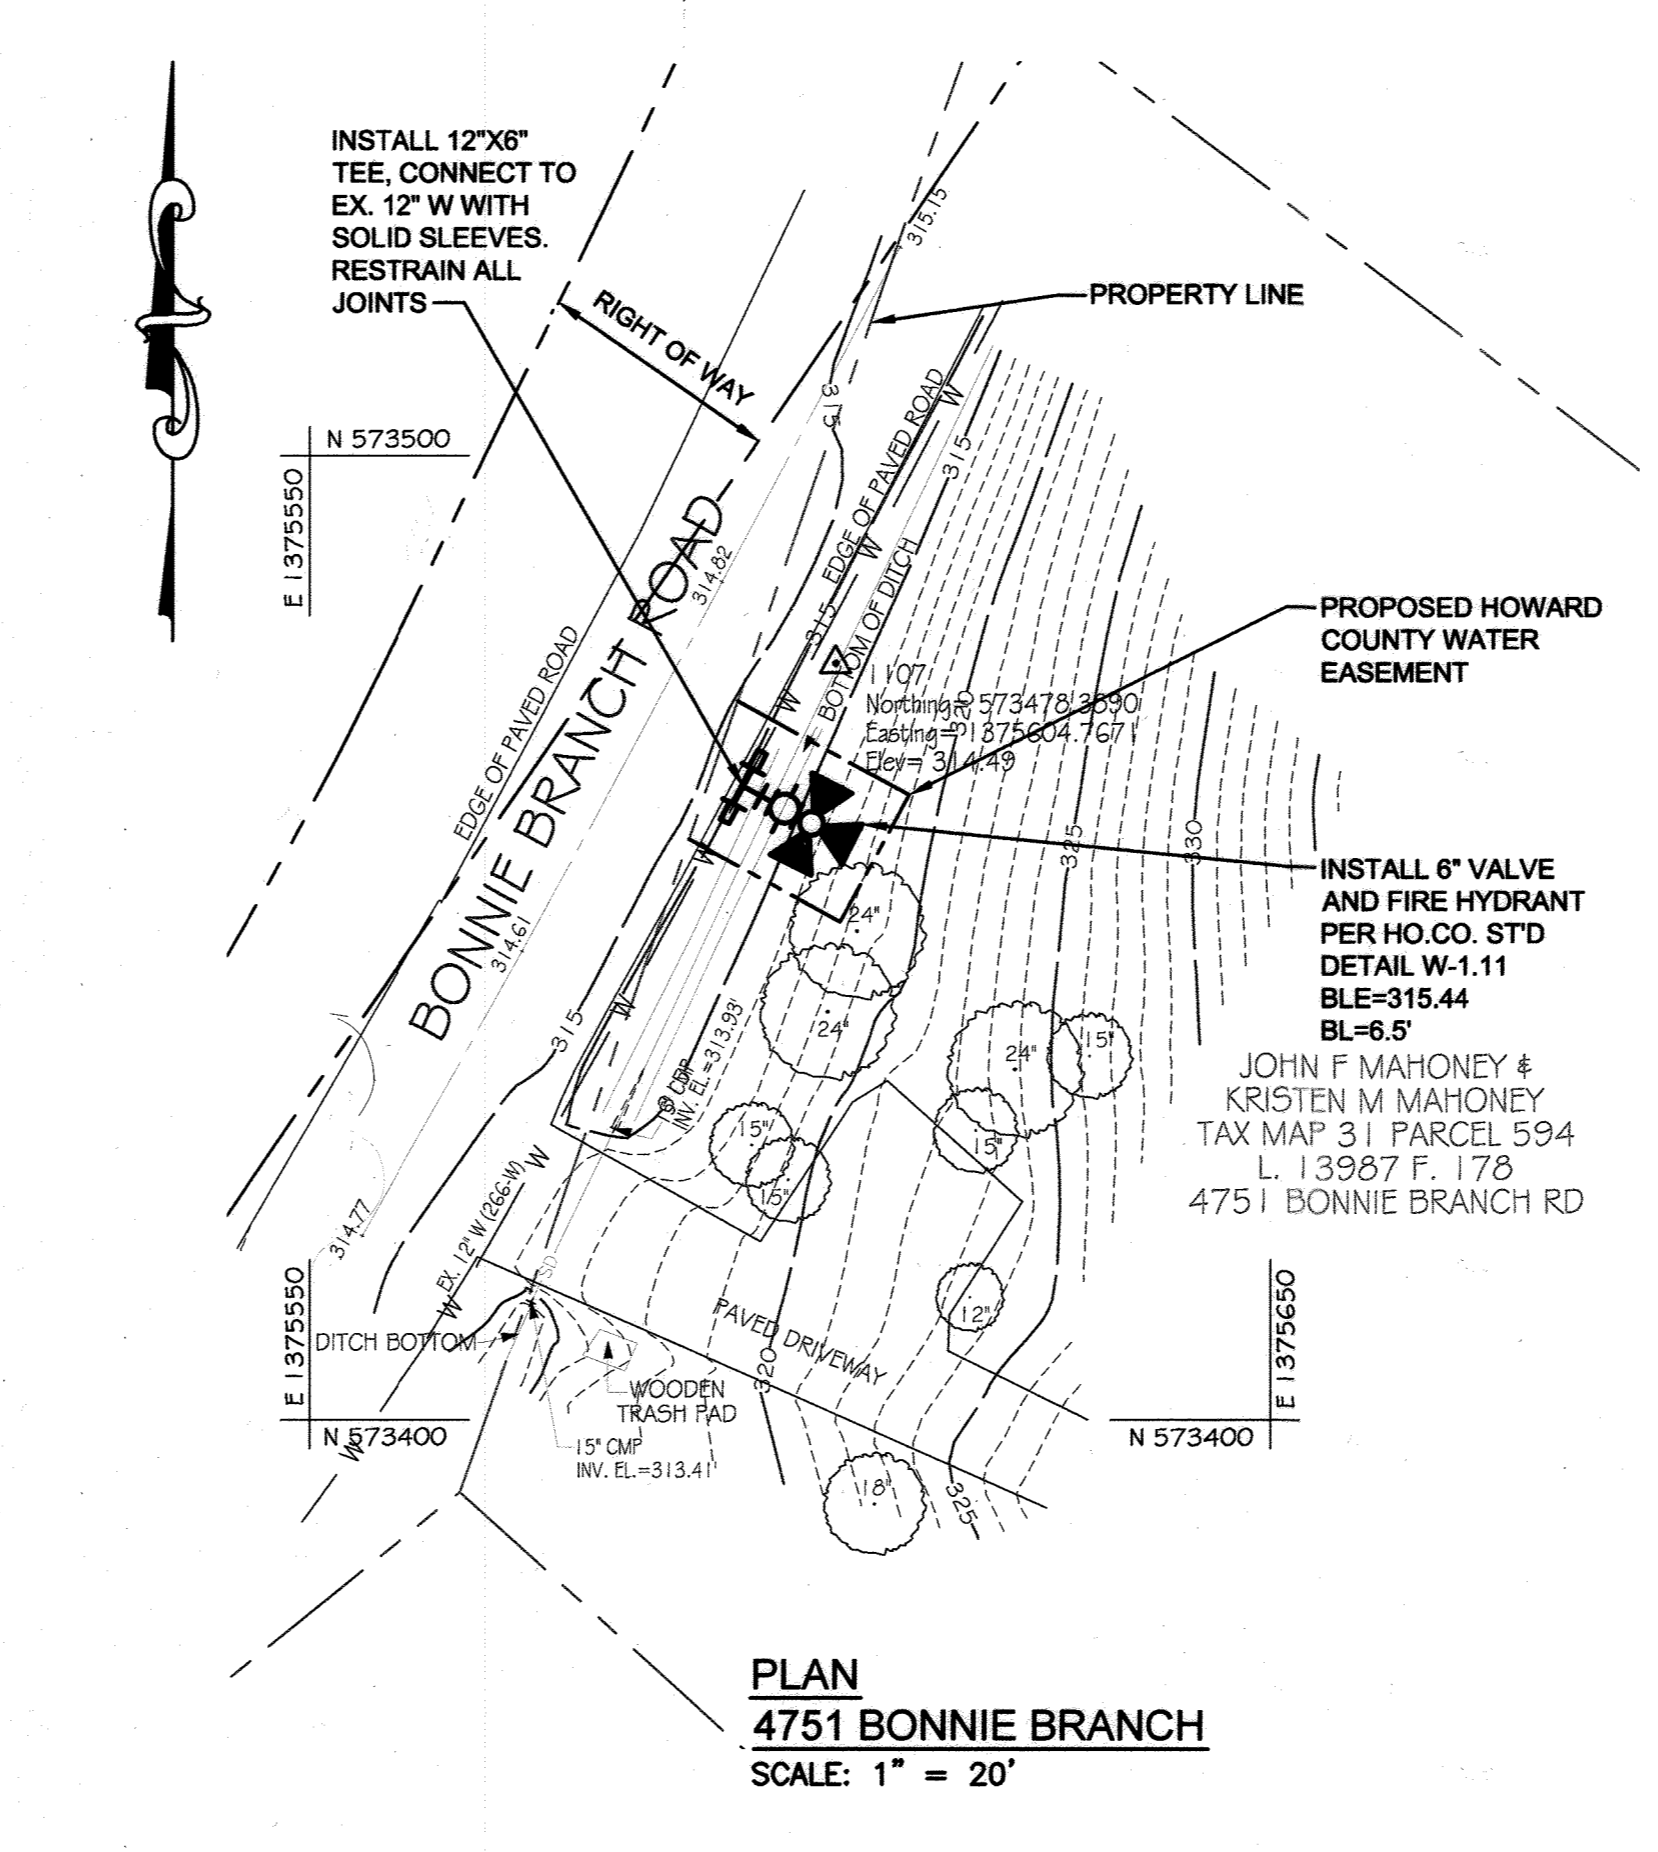 INSTALL 12"X6"
TEE, CONNECT TO
EX. 12" W WITH
SOLID SLEEVES.
RESTRAIN ALL
JOINTS
RIGHT OF WAY
315.15
PROPERTY LINE
N 573500
E 1375550
315
EDGE OF PAVED ROAD
W
315
314.82
W
315
BOTTOM OF DITCH
EDGE OF PAVED ROAD
BONNIE BRANCH ROAD
PROPOSED HOWARD
COUNTY WATER
EASEMENT
1107
Northing= 573478.3690
Easting= 1375604.7671
Elev= 314.49
320
W
W
325
330
INSTALL 6" VALVE
AND FIRE HYDRANT
PER HO.CO. ST'D
DETAIL W-1.11
BLE=315.44
BL=6.5'
24"
314.61
W
315
24"
24"
15"
INV. EL.=313.93'
JOHN F MAHONEY &
KRISTEN M MAHONEY
TAX MAP 31 PARCEL 594
L. 13987 F. 178
4751 BONNIE BRANCH RD
15"
15"
15"
314.77
W
EX. 12" W (266-W)
W
SD
E 1375550
DITCH BOTTOM
PAVED DRIVEWAY
12"
E 1375650
320
WOODEN
TRASH PAD
N 573400
W
15" CMP
INV. EL.=313.41'
N 573400
18"
325
PLAN
4751 BONNIE BRANCH
SCALE: 1" = 20'